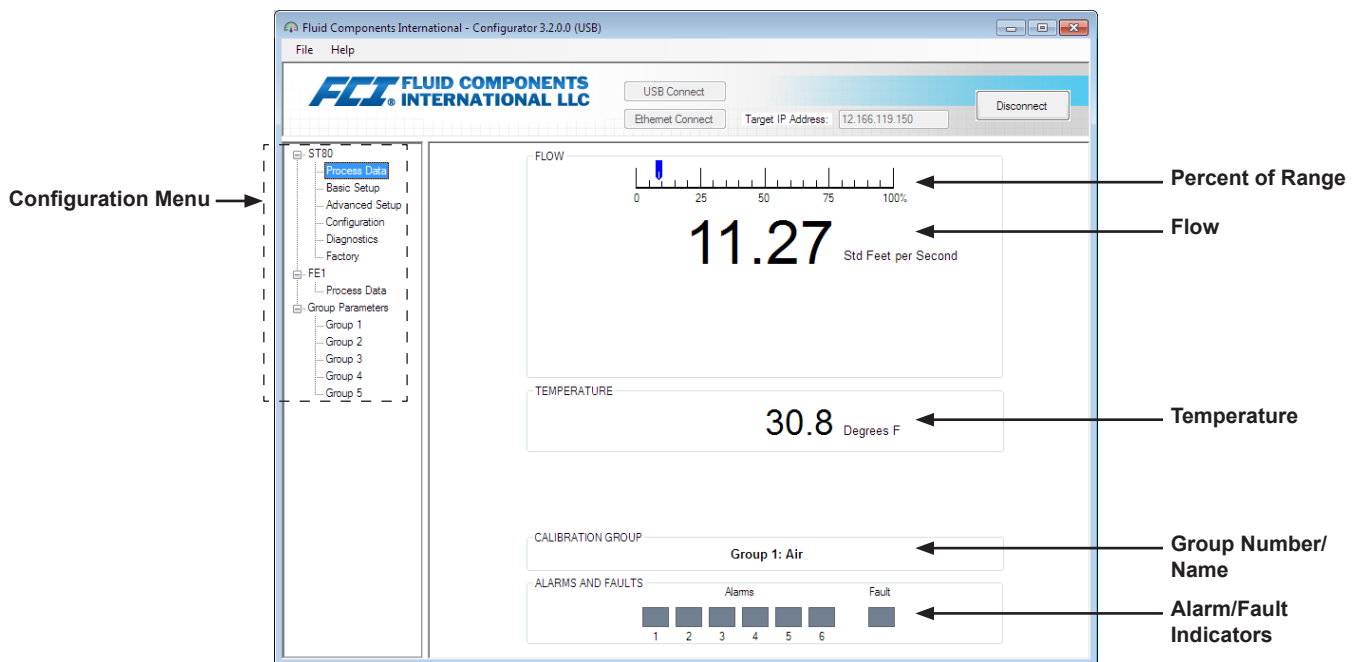 Fluid Components International - Configurator 3.2.0.0 (USB)
File Help
FCI® FLUID COMPONENTS
INTERNATIONAL LLC
USB Connect
Ethernet Connect
Target IP Address: 12.166.119.150
Disconnect
Configuration Menu
ST80
Process Data
Basic Setup
Advanced Setup
Configuration
Diagnostics
Factory
FE1
Process Data
Group Parameters
Group 1
Group 2
Group 3
Group 4
Group 5
FLOW
0 25 50 75 100%
11.27 Std Feet per Second
TEMPERATURE
30.8 Degrees F
CALIBRATION GROUP
Group 1: Air
ALARMS AND FAULTS
Alarms Fault
1 2 3 4 5 6
Percent of Range
Flow
Temperature
Group Number/
Name
Alarm/Fault
Indicators